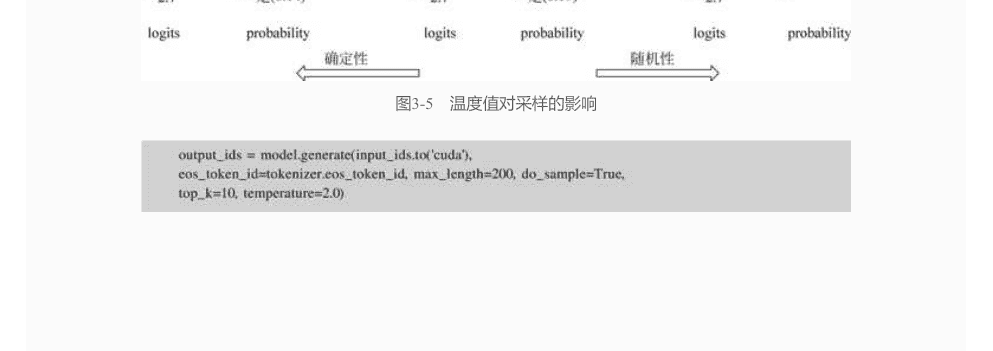 logits probability logits probability logits probability
确定性 随机性
图3-5 温度值对采样的影响
output_ids = model.generate(input_ids.to('cuda'),
eos_token_id=tokenizer.eos_token_id, max_length=200, do_sample=True,
top_k=10, temperature=2.0)